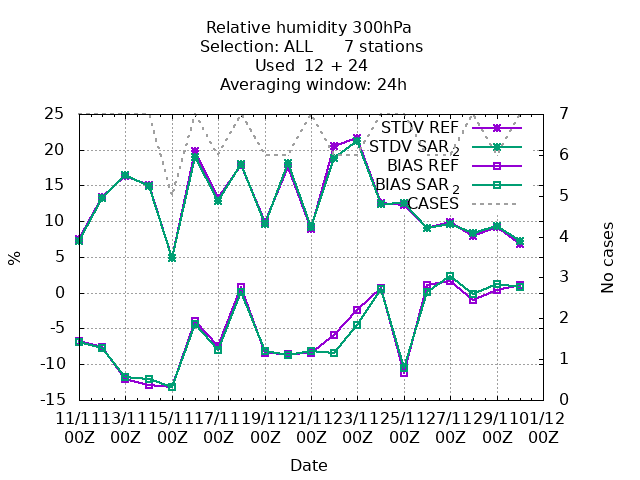 Relative humidity 300hPa
Selection: ALL 7 stations
Used 12 + 24
Averaging window: 24h
25
20
15
10
5
0
-5
-10
-15
%
7
6
5
4
3
2
1
0
No cases
STDV REF
STDV SAR_2
BIAS REF
BIAS SAR_2
CASES
11/11 13/11 15/11 17/11 19/11 21/11 23/11 25/11 27/11 29/11 01/12
00Z 00Z 00Z 00Z 00Z 00Z 00Z 00Z 00Z 00Z 00Z
Date